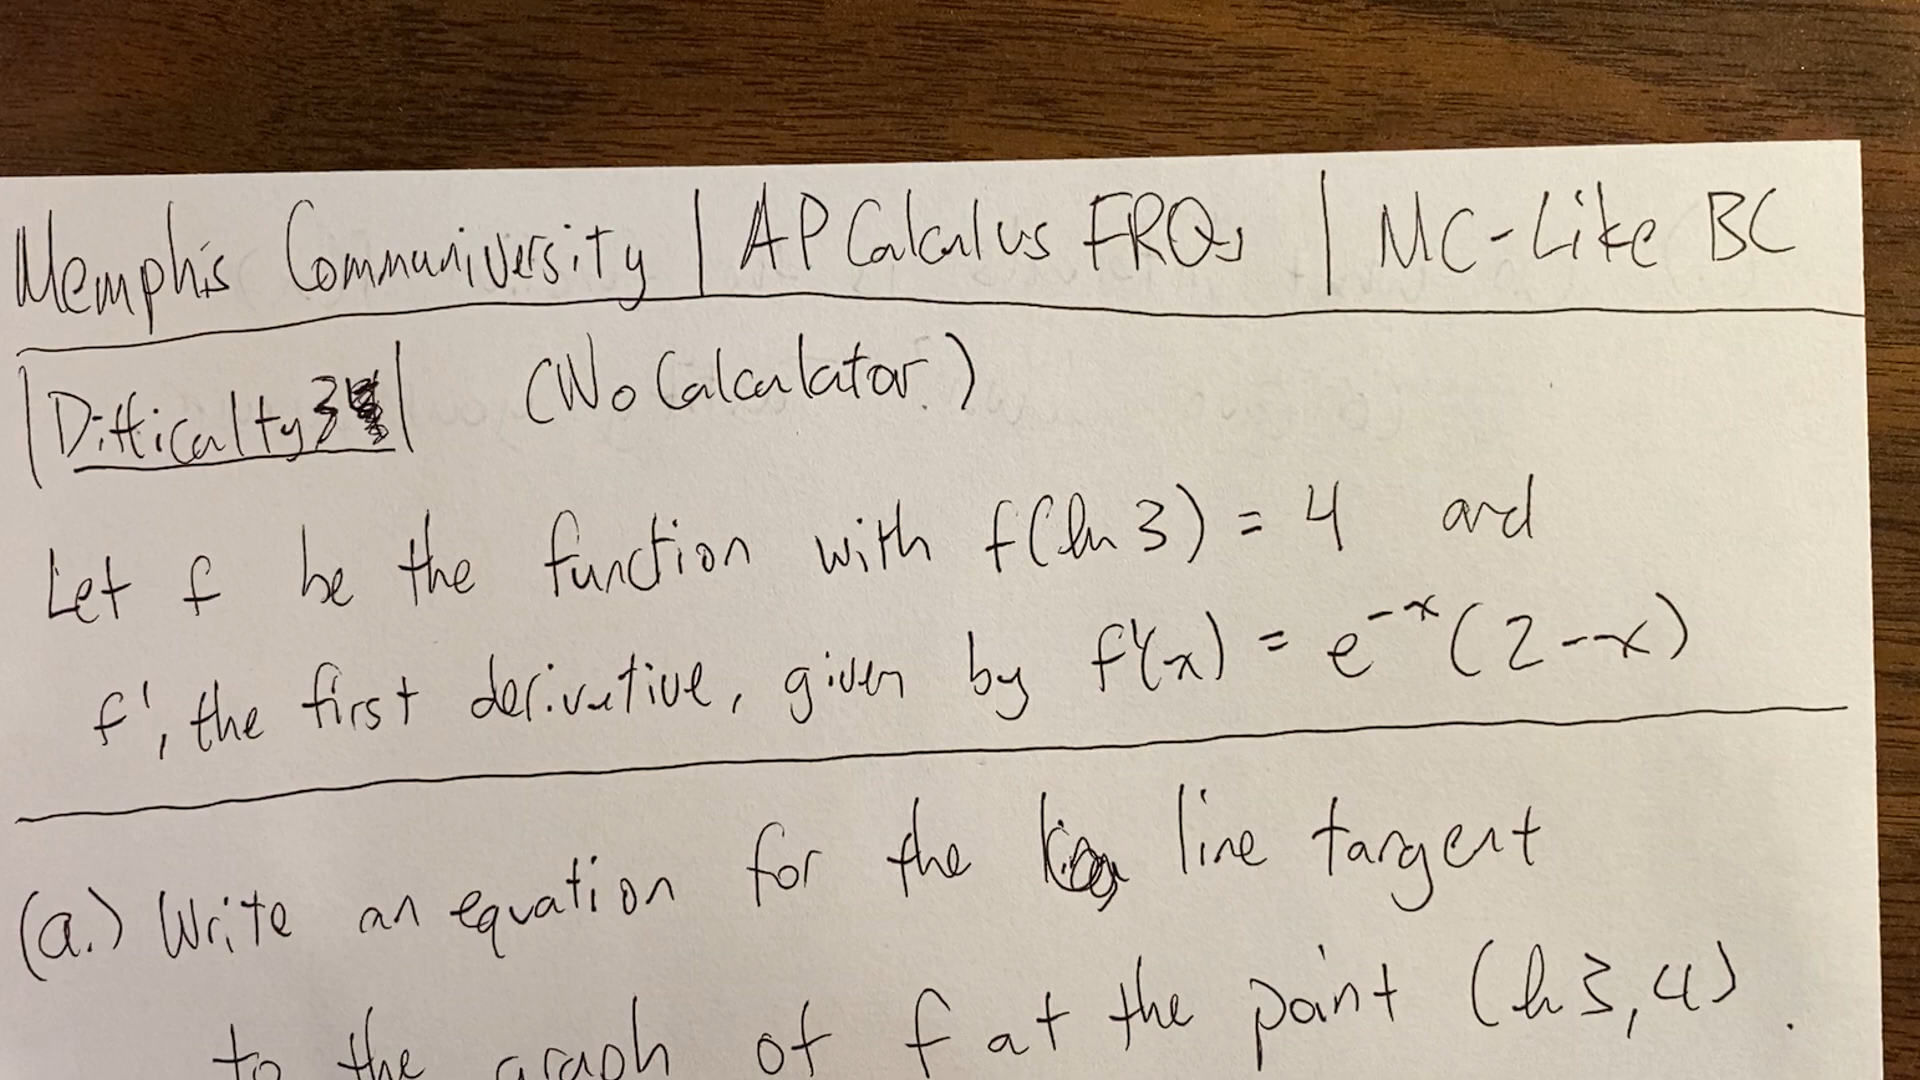 Memphis Communiversity | AP Calculus FRQs | MC-Like BC
|Difficulty 3| (No Calculator.)
Let f be the function with f(ln 3) = 4 and
f', the first derivative, given by f'(x) = e^-x(2-x)
(a.) Write an equation for the line tangent
to the graph of f at the point (ln 3, 4).